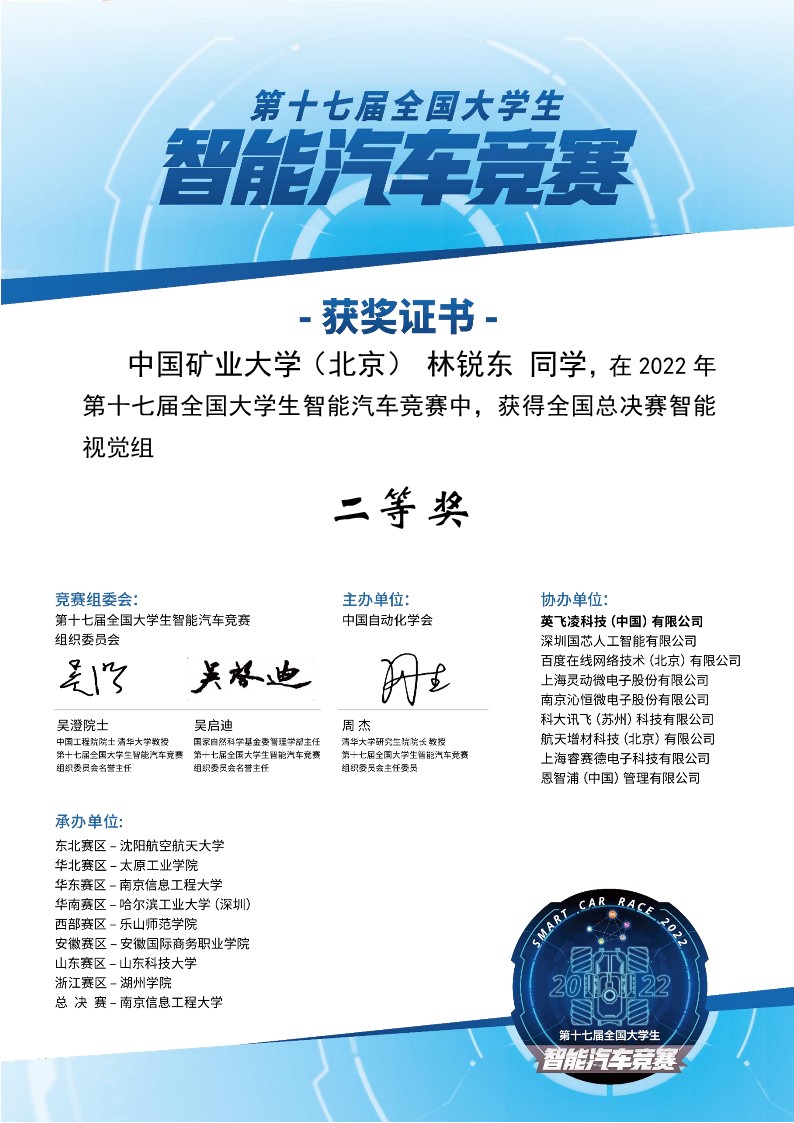 第十七届全国大学生
智能汽车竞赛
- 获奖证书 -
中国矿业大学（北京） 林锐东 同学，在 2022 年
第十七届全国大学生智能汽车竞赛中，获得全国总决赛智能
视觉组
二等奖
竞赛组委会：
第十七届全国大学生智能汽车竞赛
组织委员会
吴澄
吴启迪
吴澄院士
中国工程院院士 清华大学教授
第十七届全国大学生智能汽车竞赛
组织委员会名誉主任
吴启迪
国家自然科学基金委管理学部主任
第十七届全国大学生智能汽车竞赛
组织委员会名誉主任
主办单位：
中国自动化学会
周 杰
清华大学研究生院院长 教授
第十七届全国大学生智能汽车竞赛
组织委员会主任委员
协办单位：
英飞凌科技（中国）有限公司
深圳国芯人工智能有限公司
百度在线网络技术（北京）有限公司
上海灵动微电子股份有限公司
南京沁恒微电子股份有限公司
科大讯飞（苏州）科技有限公司
航天增材科技（北京）有限公司
上海睿赛德电子科技有限公司
恩智浦（中国）管理有限公司
承办单位:
东北赛区 – 沈阳航空航天大学
华北赛区 – 太原工业学院
华东赛区 – 南京信息工程大学
华南赛区 – 哈尔滨工业大学（深圳）
西部赛区 – 乐山师范学院
安徽赛区 – 安徽国际商务职业学院
山东赛区 – 山东科技大学
浙江赛区 – 湖州学院
总 决 赛 – 南京信息工程大学
SMART CAR RACE 2022
2022
第十七届全国大学生
智能汽车竞赛